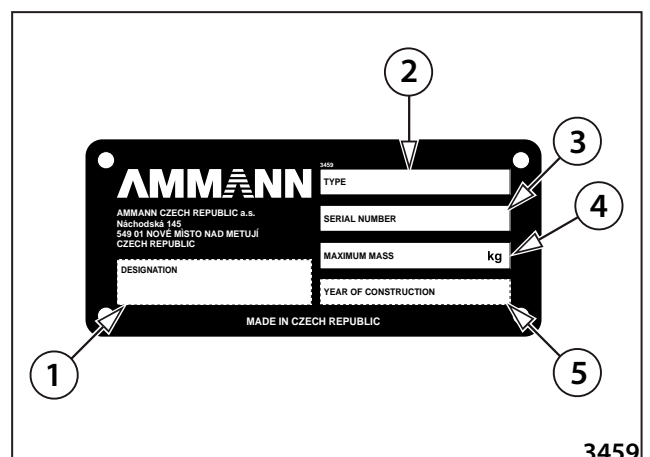 2
3
4
1
5
3459
AMMANN
TYPE
AMMANN CZECH REPUBLIC a.s.
Náchodská 145
549 01 NOVÉ MĚSTO NAD METUJÍ
CZECH REPUBLIC
SERIAL NUMBER
MAXIMUM MASS kg
DESIGNATION
YEAR OF CONSTRUCTION
MADE IN CZECH REPUBLIC
3459